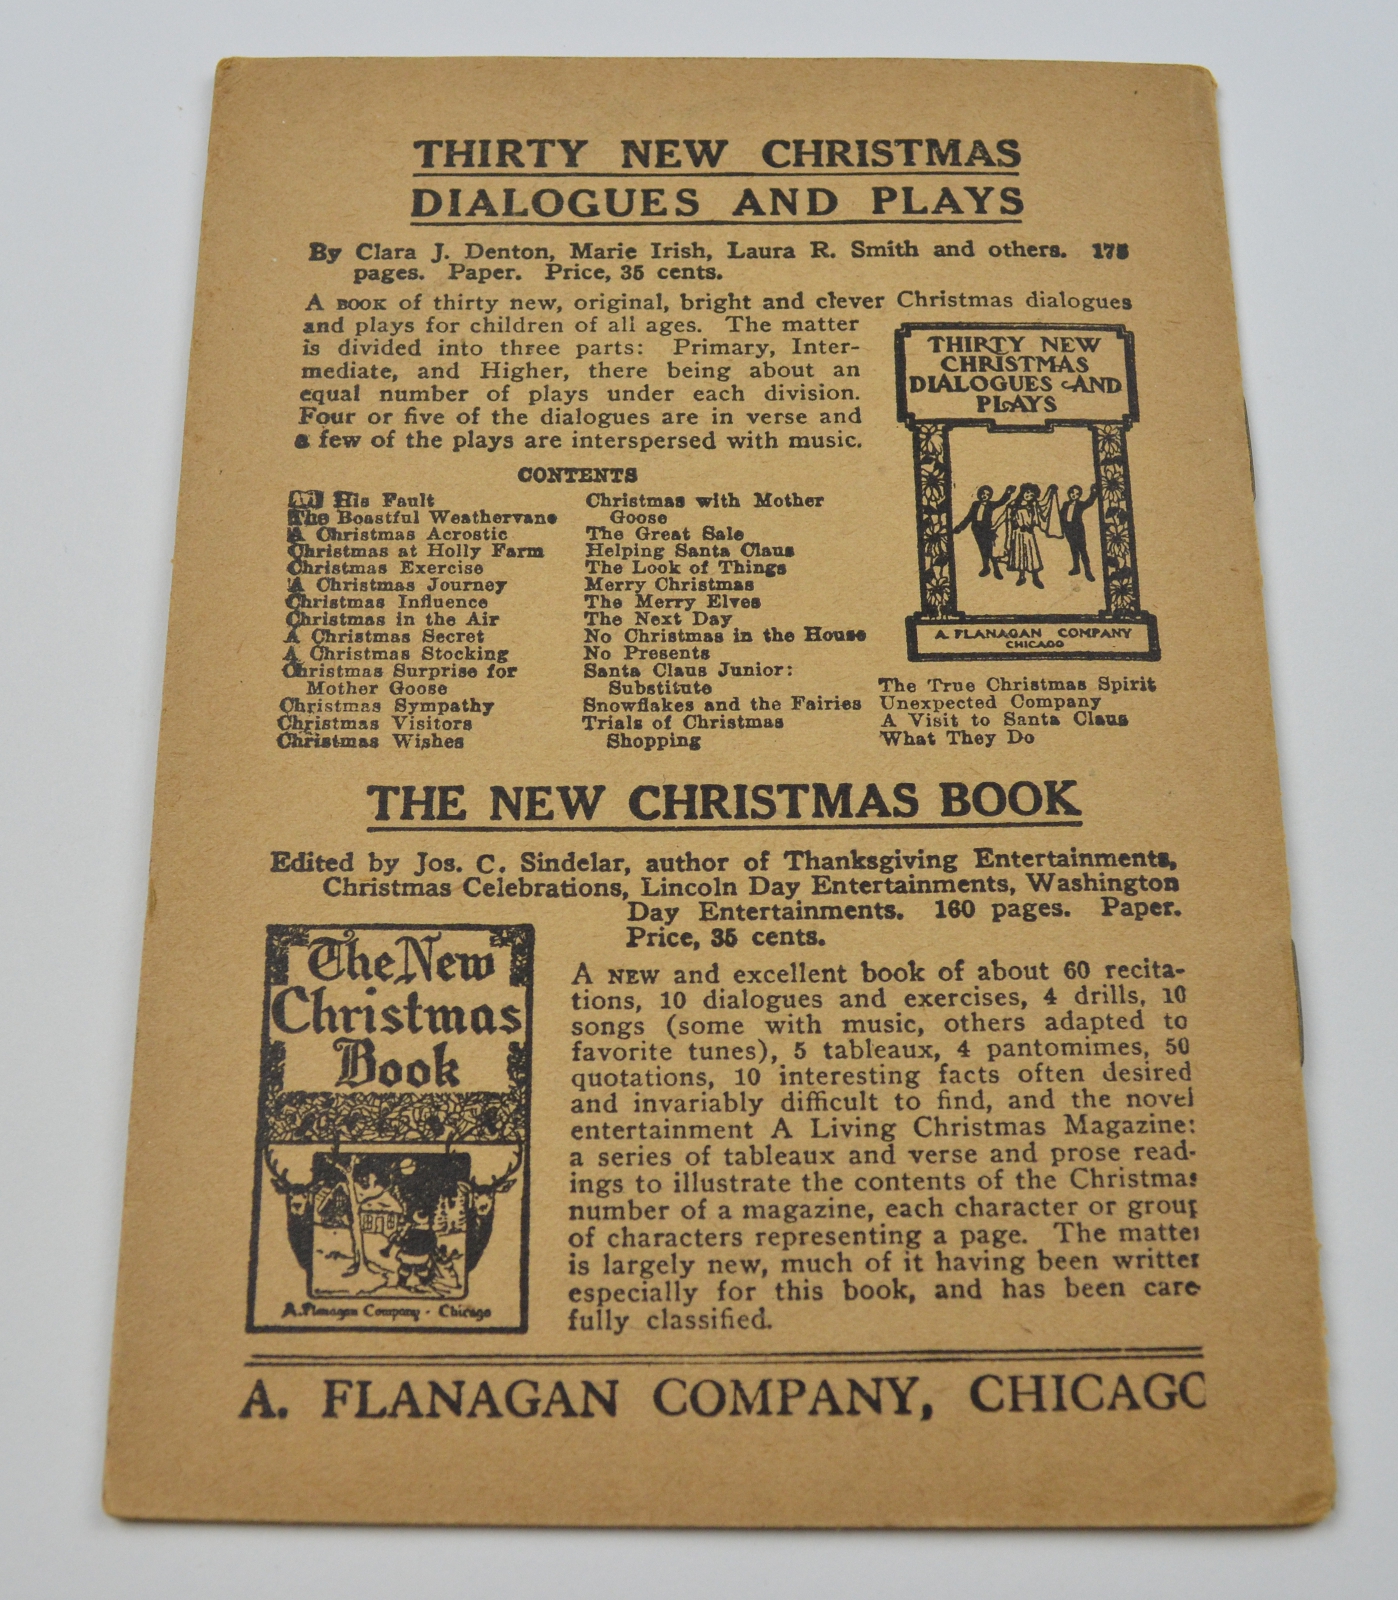 THIRTY NEW CHRISTMAS
DIALOGUES AND PLAYS
By Clara J. Denton, Marie Irish, Laura R. Smith and others. 175
pages. Paper. Price, 35 cents.
A BOOK of thirty new, original, bright and clever Christmas dialogues
and plays for children of all ages. The matter
is divided into three parts: Primary, Inter-
mediate, and Higher, there being about an
equal number of plays under each division.
Four or five of the dialogues are in verse and
a few of the plays are interspersed with music.
THIRTY NEW
CHRISTMAS
DIALOGUES AND
PLAYS
A. FLANAGAN COMPANY
CHICAGO
CONTENTS
All His Fault
The Boastful Weathervane
A Christmas Acrostic
Christmas at Holly Farm
Christmas Exercise
A Christmas Journey
Christmas Influence
Christmas in the Air
A Christmas Secret
A Christmas Stocking
Christmas Surprise for
Mother Goose
Christmas Sympathy
Christmas Visitors
Christmas Wishes
Christmas with Mother
Goose
The Great Sale
Helping Santa Claus
The Look of Things
Merry Christmas
The Merry Elves
The Next Day
No Christmas in the House
No Presents
Santa Claus Junior:
Substitute
Snowflakes and the Fairies
Trials of Christmas
Shopping
The True Christmas Spirit
Unexpected Company
A Visit to Santa Claus
What They Do
THE NEW CHRISTMAS BOOK
Edited by Jos. C. Sindelar, author of Thanksgiving Entertainments,
Christmas Celebrations, Lincoln Day Entertainments, Washington
Day Entertainments. 160 pages. Paper.
Price, 35 cents.
The New
Christmas
Book
A. Flanagan Company - Chicago
A NEW and excellent book of about 60 recita-
tions, 10 dialogues and exercises, 4 drills, 10
songs (some with music, others adapted to
favorite tunes), 5 tableaux, 4 pantomimes, 50
quotations, 10 interesting facts often desired
and invariably difficult to find, and the novel
entertainment A Living Christmas Magazine:
a series of tableaux and verse and prose read-
ings to illustrate the contents of the Christmas
number of a magazine, each character or group
of characters representing a page. The matter
is largely new, much of it having been written
especially for this book, and has been care
fully classified.
A. FLANAGAN COMPANY, CHICAGO